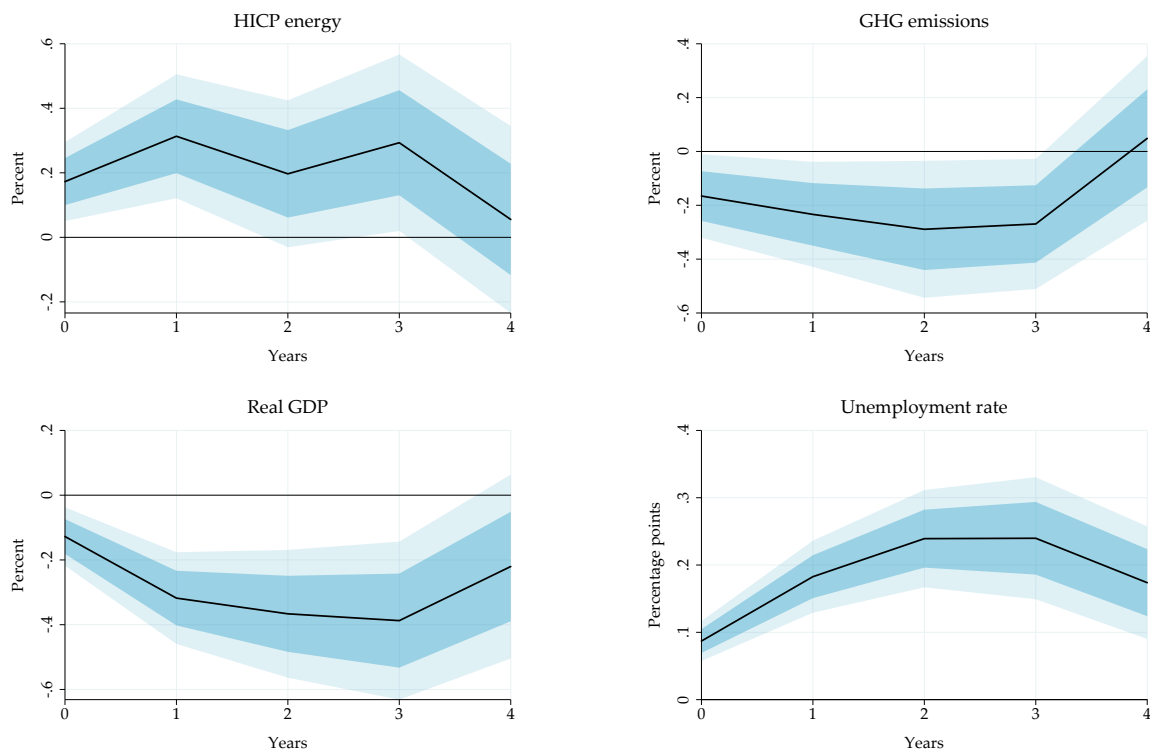 HICP energy
Percent
.6
.4
.2
0
-.2
0 1 2 3 4
Years
GHG emissions
Percent
.4
.2
0
-.2
-.4
-.6
0 1 2 3 4
Years
Real GDP
Percent
.2
0
-.2
-.4
-.6
0 1 2 3 4
Years
Unemployment rate
Percentage points
.4
.3
.2
.1
0
0 1 2 3 4
Years